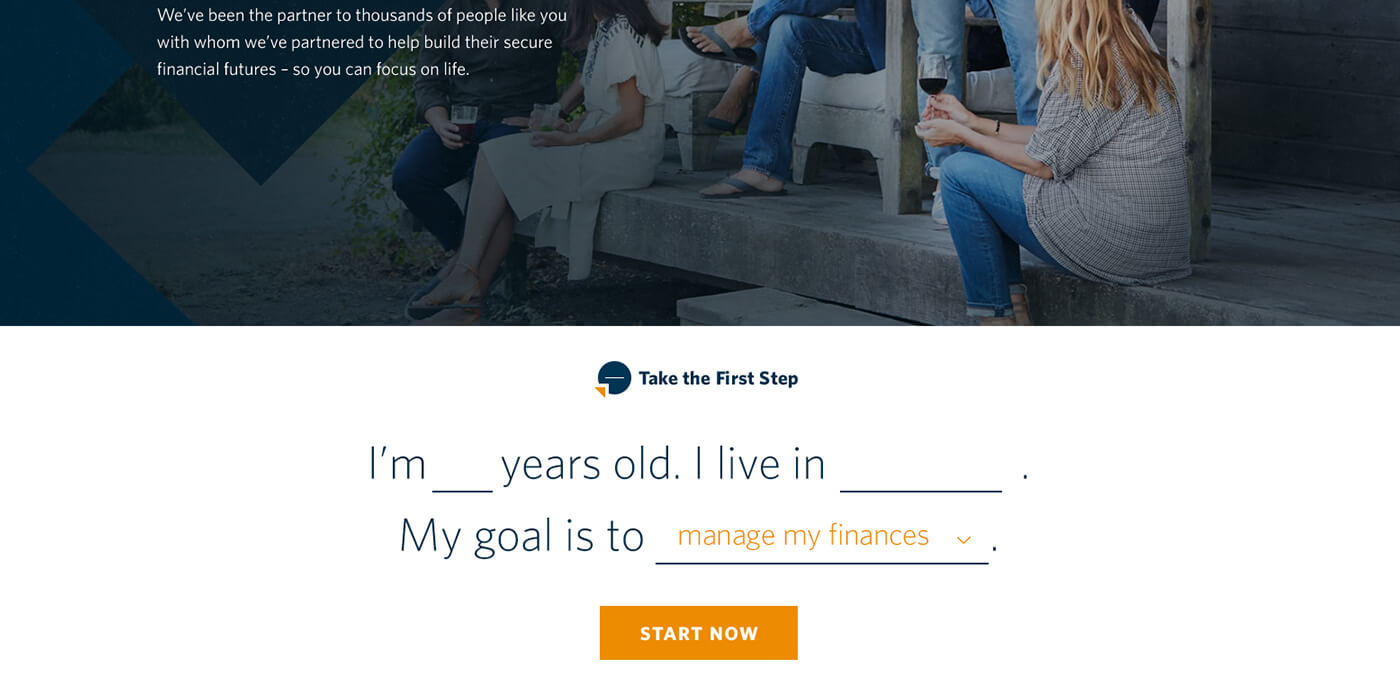 We’ve been the partner to thousands of people like you
with whom we’ve partnered to help build their secure
financial futures – so you can focus on life.
Take the First Step
I’m ___ years old. I live in ________ .
My goal is to manage my finances .
START NOW